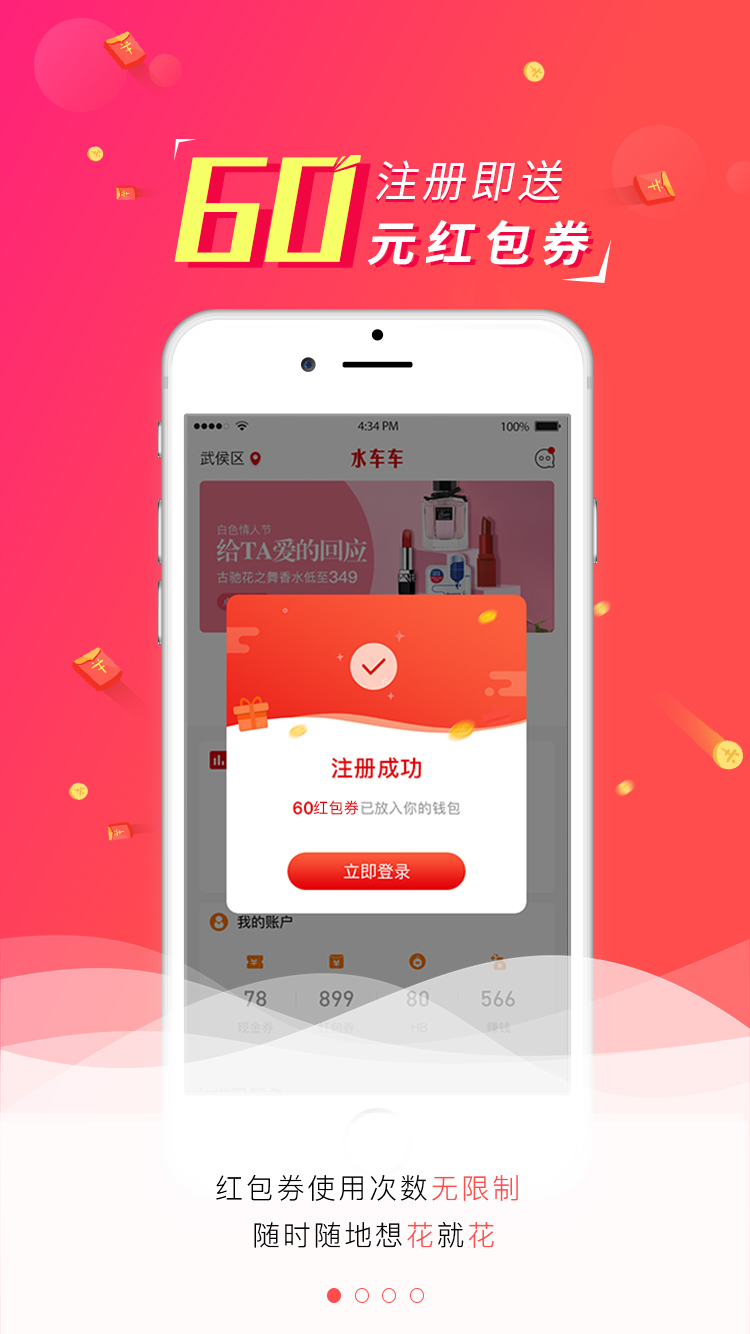 60
注册即送
元红包券
4:34 PM
100%
武侯区
水车车
白色情人节
给TA爱的回应
古驰花之舞香水低至349
注册成功
60红包券已放入你的钱包
立即登录
我的账户
78
899
80
566
现金券
红包券
HB
赚钱
红包券使用次数无限制
随时随地想花就花